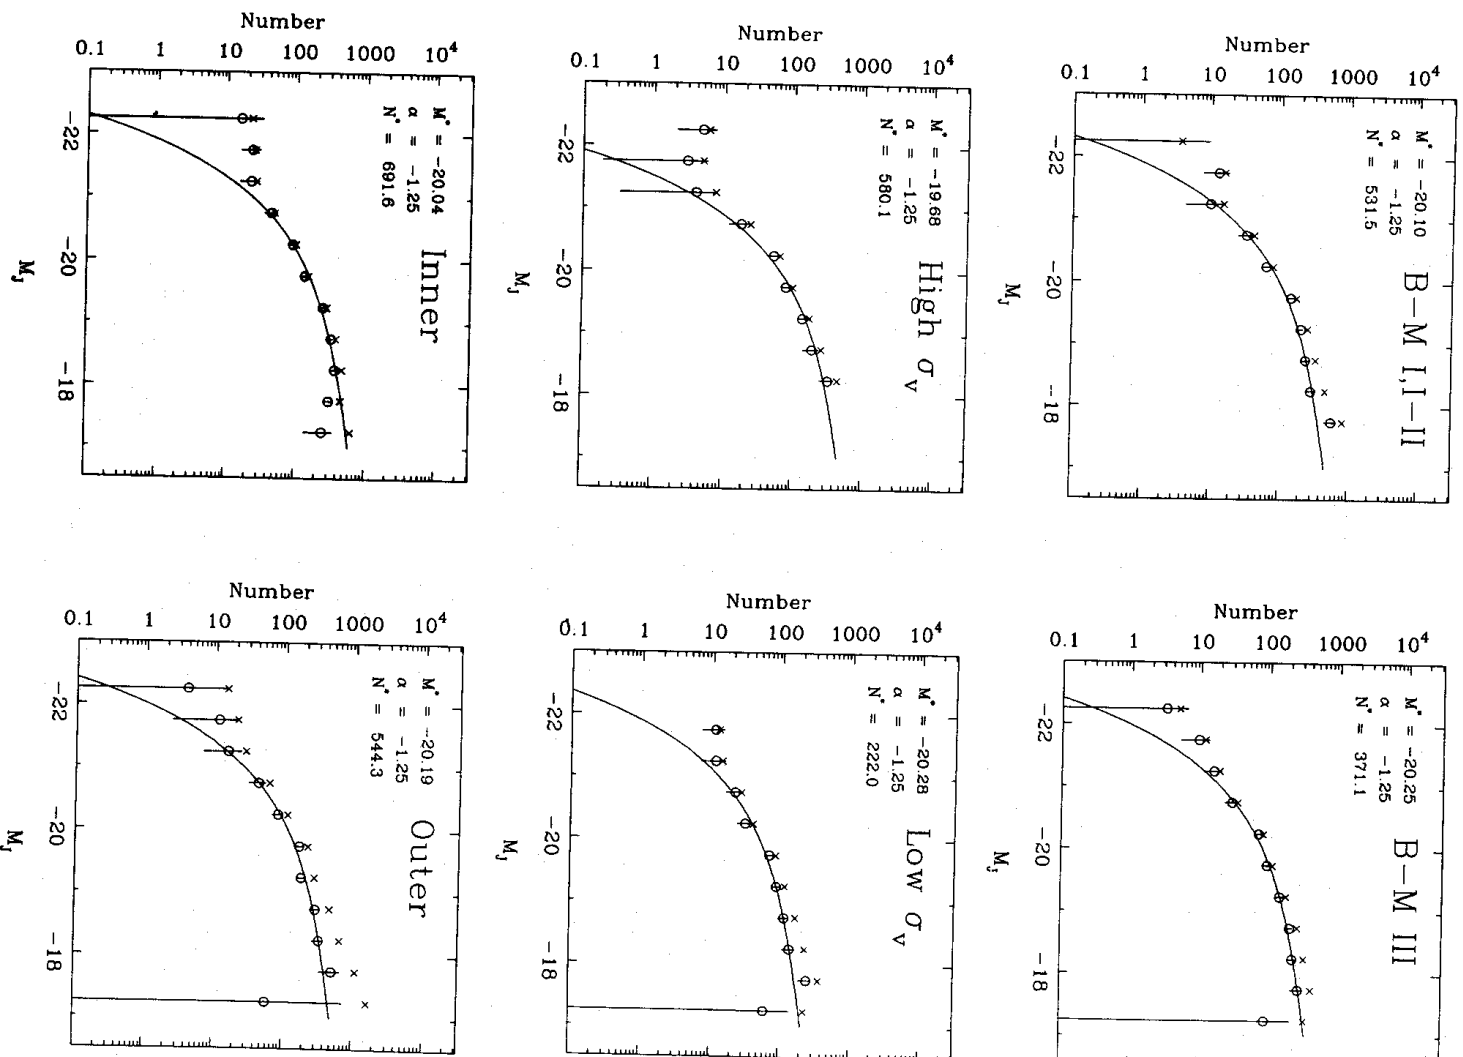 Number
0.1 1 10 100 1000 10⁴
M* = −20.04
α = −1.25
N* = 691.6
Inner
−22 −20 −18
M_J
Number
0.1 1 10 100 1000 10⁴
M* = −19.68
α = −1.25
N* = 580.1
High σ_v
−22 −20 −18
M_J
Number
0.1 1 10 100 1000 10⁴
M* = −20.10
α = −1.25
N* = 531.5
B−M I,I−II
−22 −20 −18
M_J
Number
0.1 1 10 100 1000 10⁴
M* = −20.19
α = −1.25
N* = 544.3
Outer
−22 −20 −18
M_J
Number
0.1 1 10 100 1000 10⁴
M* = −20.28
α = −1.25
N* = 222.0
Low σ_v
−22 −20 −18
M_J
Number
0.1 1 10 100 1000 10⁴
M* = −20.25
α = −1.25
N* = 371.1
B−M III
−22 −20 −18
M_J